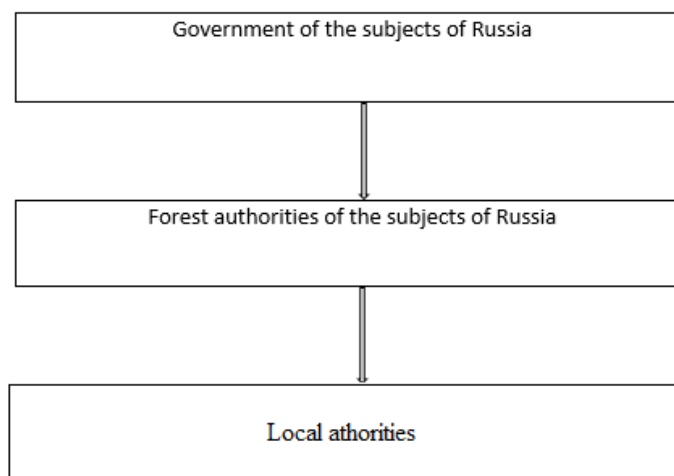 Government of the subjects of Russia
Forest authorities of the subjects of Russia
Local athorities